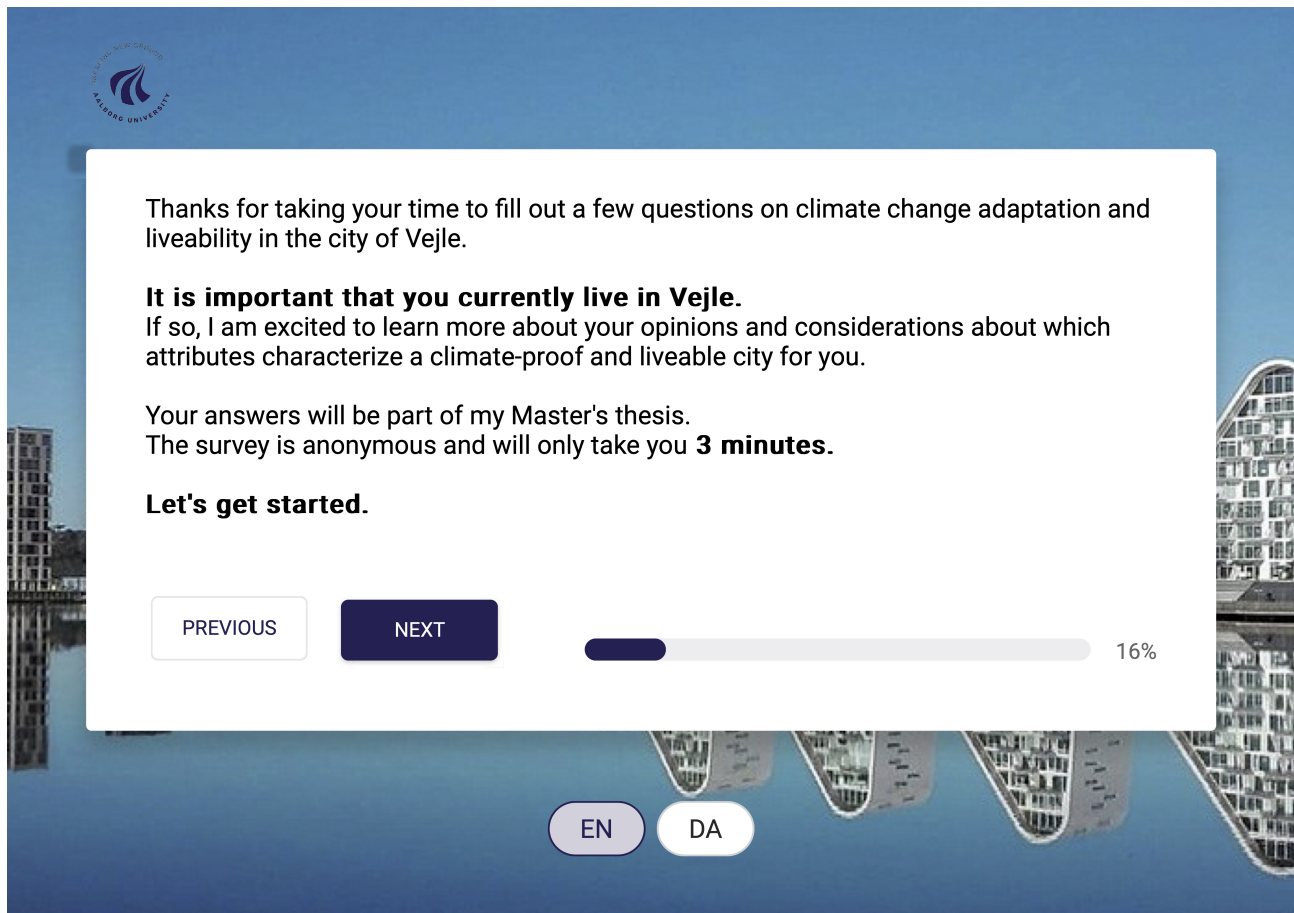 AALBORG UNIVERSITY
Thanks for taking your time to fill out a few questions on climate change adaptation and
liveability in the city of Vejle.
It is important that you currently live in Vejle.
If so, I am excited to learn more about your opinions and considerations about which
attributes characterize a climate-proof and liveable city for you.
Your answers will be part of my Master's thesis.
The survey is anonymous and will only take you 3 minutes.
Let's get started.
PREVIOUS
NEXT
16%
EN
DA